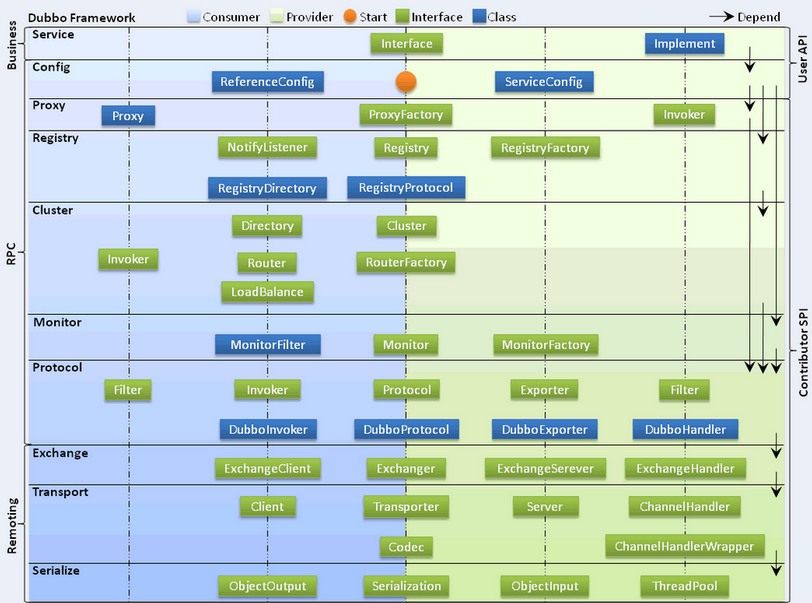 Dubbo Framework
Consumer
Provider
Start
Interface
Class
Depend
Business
RPC
Remoting
User API
Contributor SPI
Service
Interface
Implement
Config
ReferenceConfig
ServiceConfig
Proxy
Proxy
ProxyFactory
Invoker
Registry
NotifyListener
Registry
RegistryFactory
RegistryDirectory
RegistryProtocol
Cluster
Directory
Cluster
Invoker
Router
RouterFactory
LoadBalance
Monitor
MonitorFilter
Monitor
MonitorFactory
Protocol
Filter
Invoker
Protocol
Exporter
Filter
DubboInvoker
DubboProtocol
DubboExporter
DubboHandler
Exchange
ExchangeClient
Exchanger
ExchangeSerever
ExchangeHandler
Transport
Client
Transporter
Server
ChannelHandler
Codec
ChannelHandlerWrapper
Serialize
ObjectOutput
Serialization
ObjectInput
ThreadPool